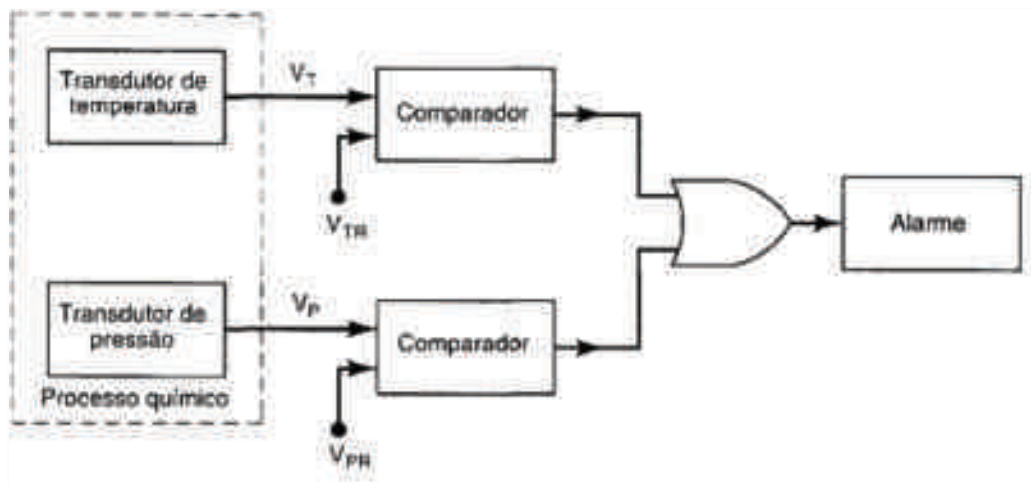 Transdutor de
temperatura
V_T
Comparador
V_TR
Alarme
Transdutor de
pressão
V_P
Comparador
Processo químico
V_PR